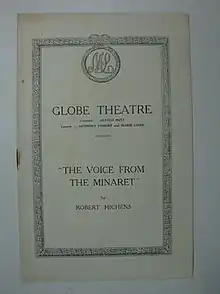 GLOBE THEATRE
"THE VOICE FROM
THE MINARET"
by
ROBERT HICHENS